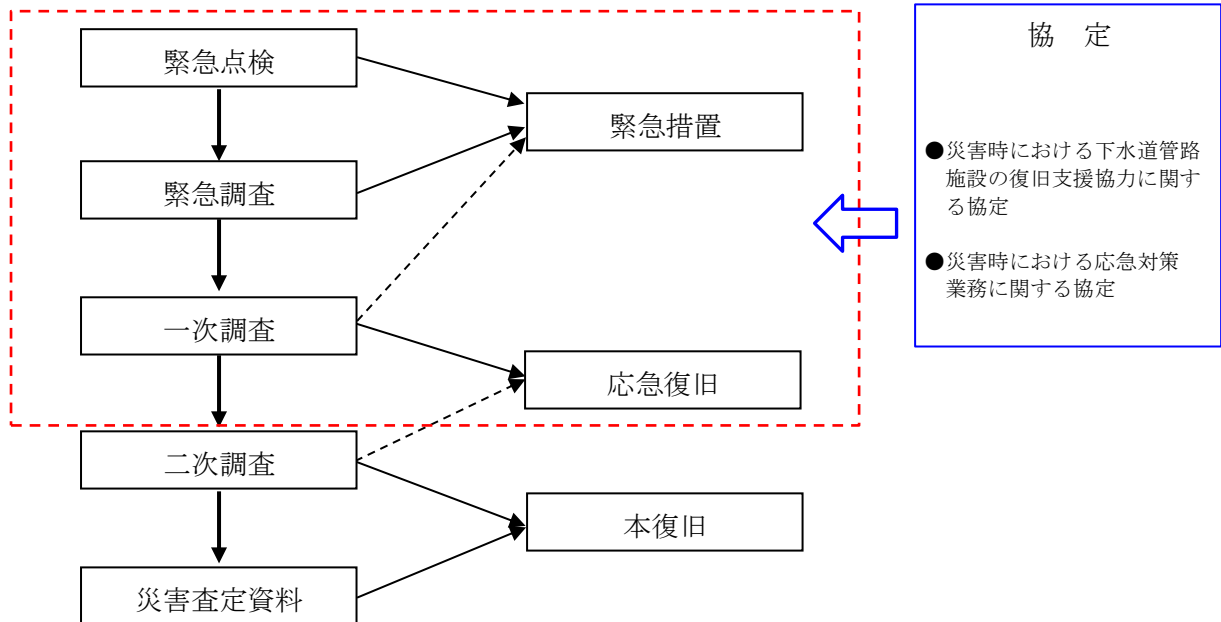 緊急点検
緊急措置
緊急調査
一次調査
応急復旧
二次調査
本復旧
災害査定資料
協　定
●災害時における下水道管路
施設の復旧支援協力に関す
る協定
●災害時における応急対策
業務に関する協定